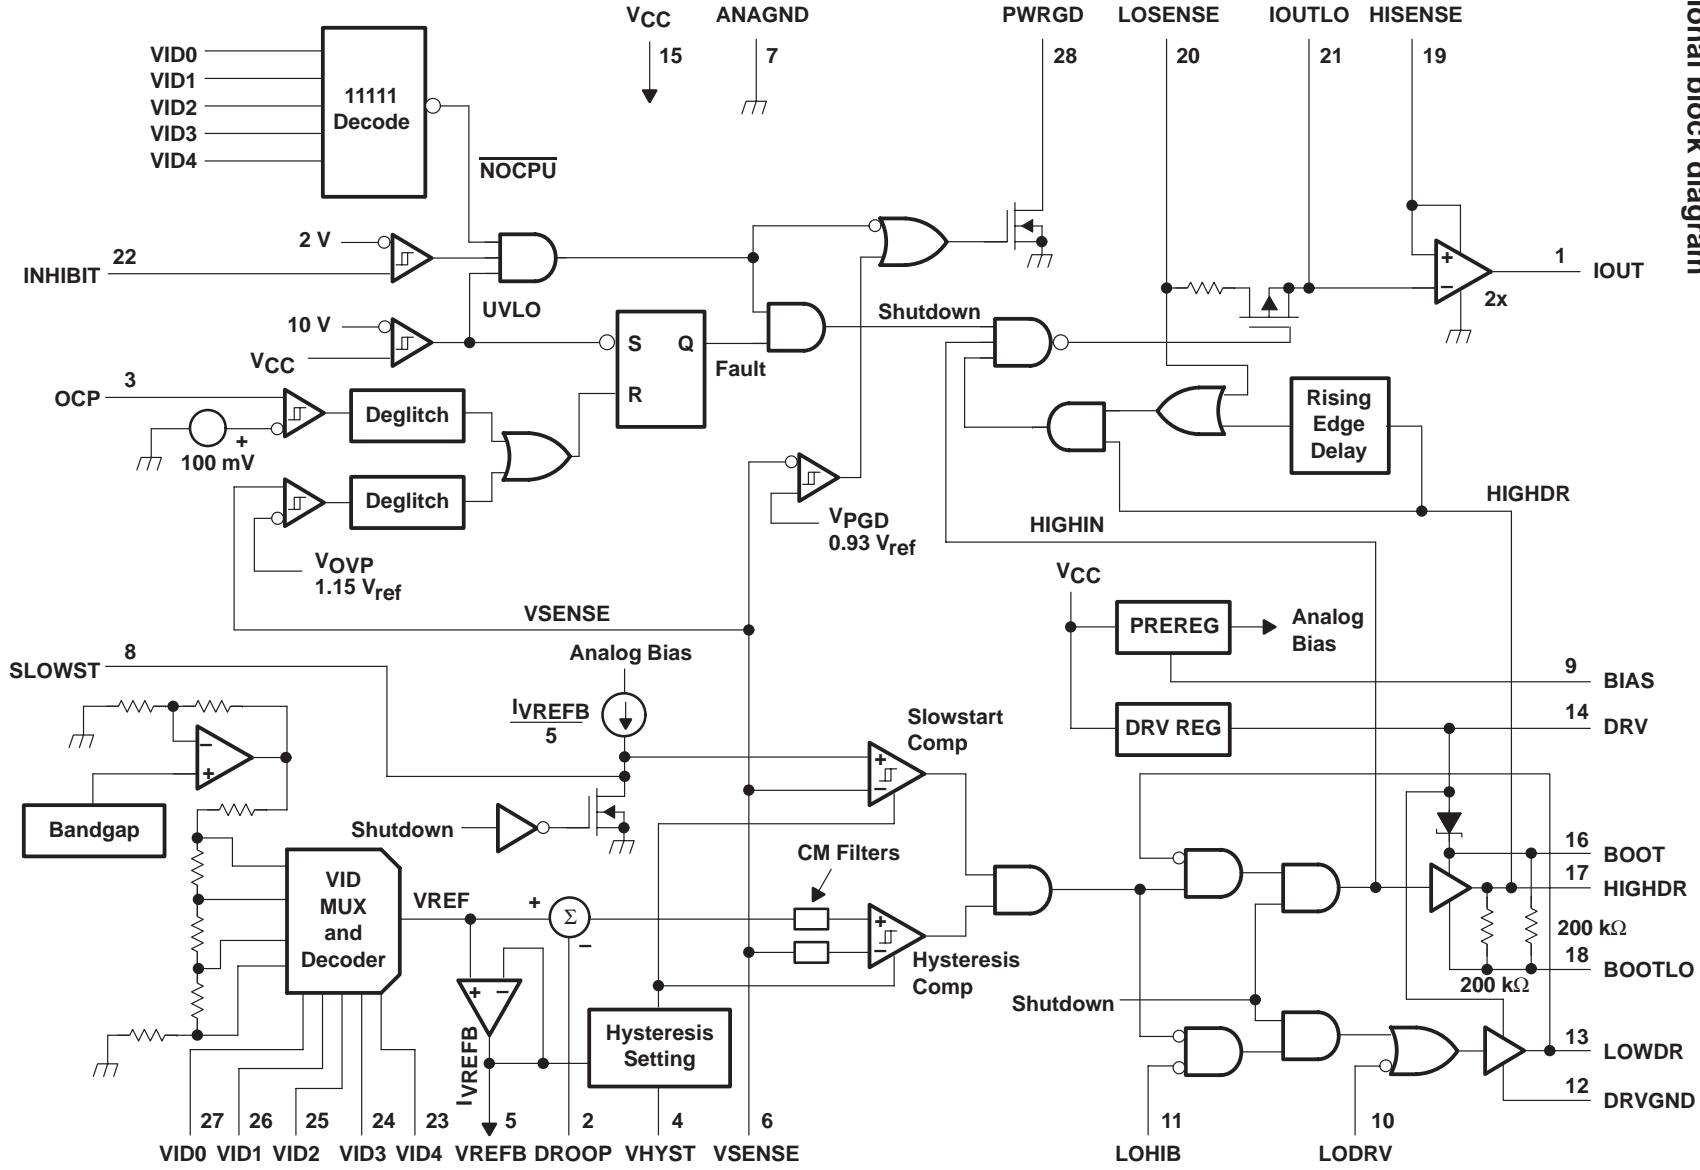 VCC
ANAGND
PWRGD
LOSENSE
IOUTLO
HISENSE
15
7
28
20
21
19
block diagram
VID0
VID1
VID2
VID3
VID4
11111
Decode
NOCPU
2 V
22
INHIBIT
10 V
UVLO
VCC
3
OCP
+
100 mV
Deglitch
Deglitch
VOVP
1.15 Vref
S
Q
R
Fault
Shutdown
VPGD
0.93 Vref
+
–
2x
1
IOUT
Rising
Edge
Delay
HIGHDR
HIGHIN
VSENSE
VCC
PREREG
Analog
Bias
9
BIAS
14
DRV
DRV REG
8
SLOWST
Analog Bias
IVREFB
5
–
+
Bandgap
Shutdown
Slowstart
Comp
+
–
CM Filters
VID
MUX
and
Decoder
VREF
+
Σ
–
+ –
+
–
Hysteresis
Comp
Hysteresis
Setting
IVREFB
Shutdown
16
BOOT
17
HIGHDR
200 kΩ
18
BOOTLO
200 kΩ
13
LOWDR
12
DRVGND
27
26
25
24
23
5
2
4
6
11
10
VID0
VID1
VID2
VID3
VID4
VREFB
DROOP
VHYST
VSENSE
LOHIB
LODRV